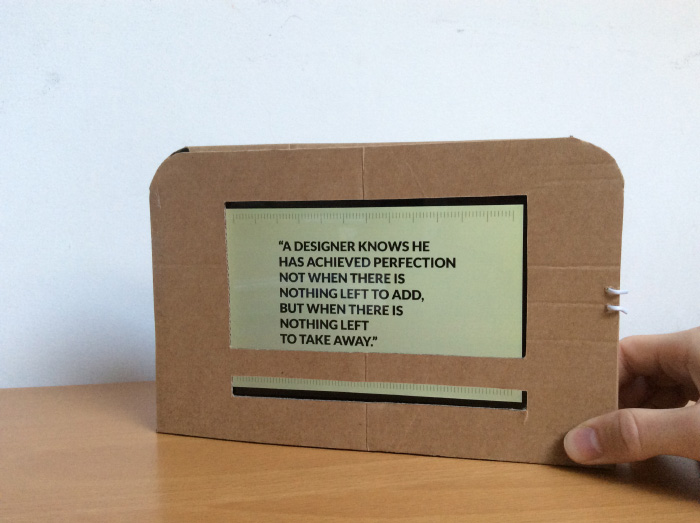 “A DESIGNER KNOWS HE
HAS ACHIEVED PERFECTION
NOT WHEN THERE IS
NOTHING LEFT TO ADD,
BUT WHEN THERE IS
NOTHING LEFT
TO TAKE AWAY.”